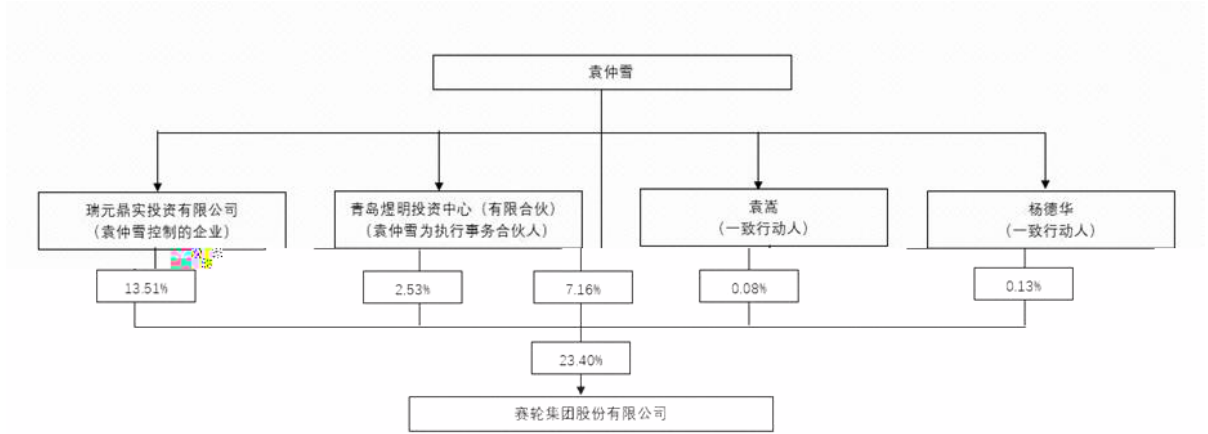 袁仲雪
瑞元鼎实投资有限公司
（袁仲雪控制的企业）
青岛煜明投资中心（有限合伙）
（袁仲雪为执行事务合伙人）
袁嵩
（一致行动人）
杨德华
（一致行动人）
13.51%
2.53%
7.16%
0.08%
0.13%
23.40%
赛轮集团股份有限公司